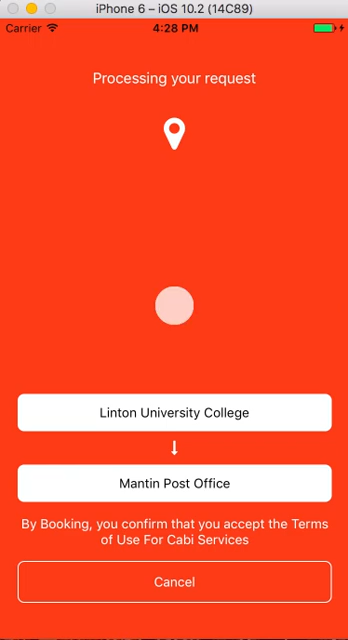 iPhone 6 – iOS 10.2 (14C89)
Carrier 4:28 PM
Processing your request
Linton University College
Mantin Post Office
By Booking, you confirm that you accept the Terms
of Use For Cabi Services
Cancel